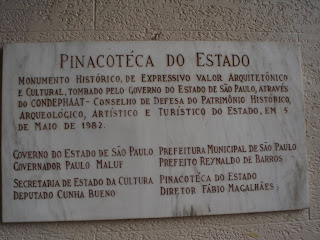 PINACOTÉCA DO ESTADO
MONUMENTO HISTÓRICO, DE EXPRESSIVO VALOR ARQUITETÔNICO
E CULTURAL, TOMBADO PELO GOVERNO DO ESTADO DE SÃO PAULO, ATRAVÉS
DO CONDEPHAAT - CONSELHO DE DEFESA DO PATRIMÔNIO HISTÓRICO,
ARQUEOLÓGICO, ARTÍSTICO E TURÍSTICO DO ESTADO, EM 5
DE MAIO DE 1982.
GOVERNO DO ESTADO DE SÃO PAULO
GOVERNADOR PAULO MALUF
PREFEITURA MUNICIPAL DE SÃO PAULO
PREFEITO REYNALDO DE BARROS
SECRETARIA DE ESTADO DA CULTURA
DEPUTADO CUNHA BUENO
PINACOTÉCA DO ESTADO
DIRETOR FÁBIO MAGALHÃES